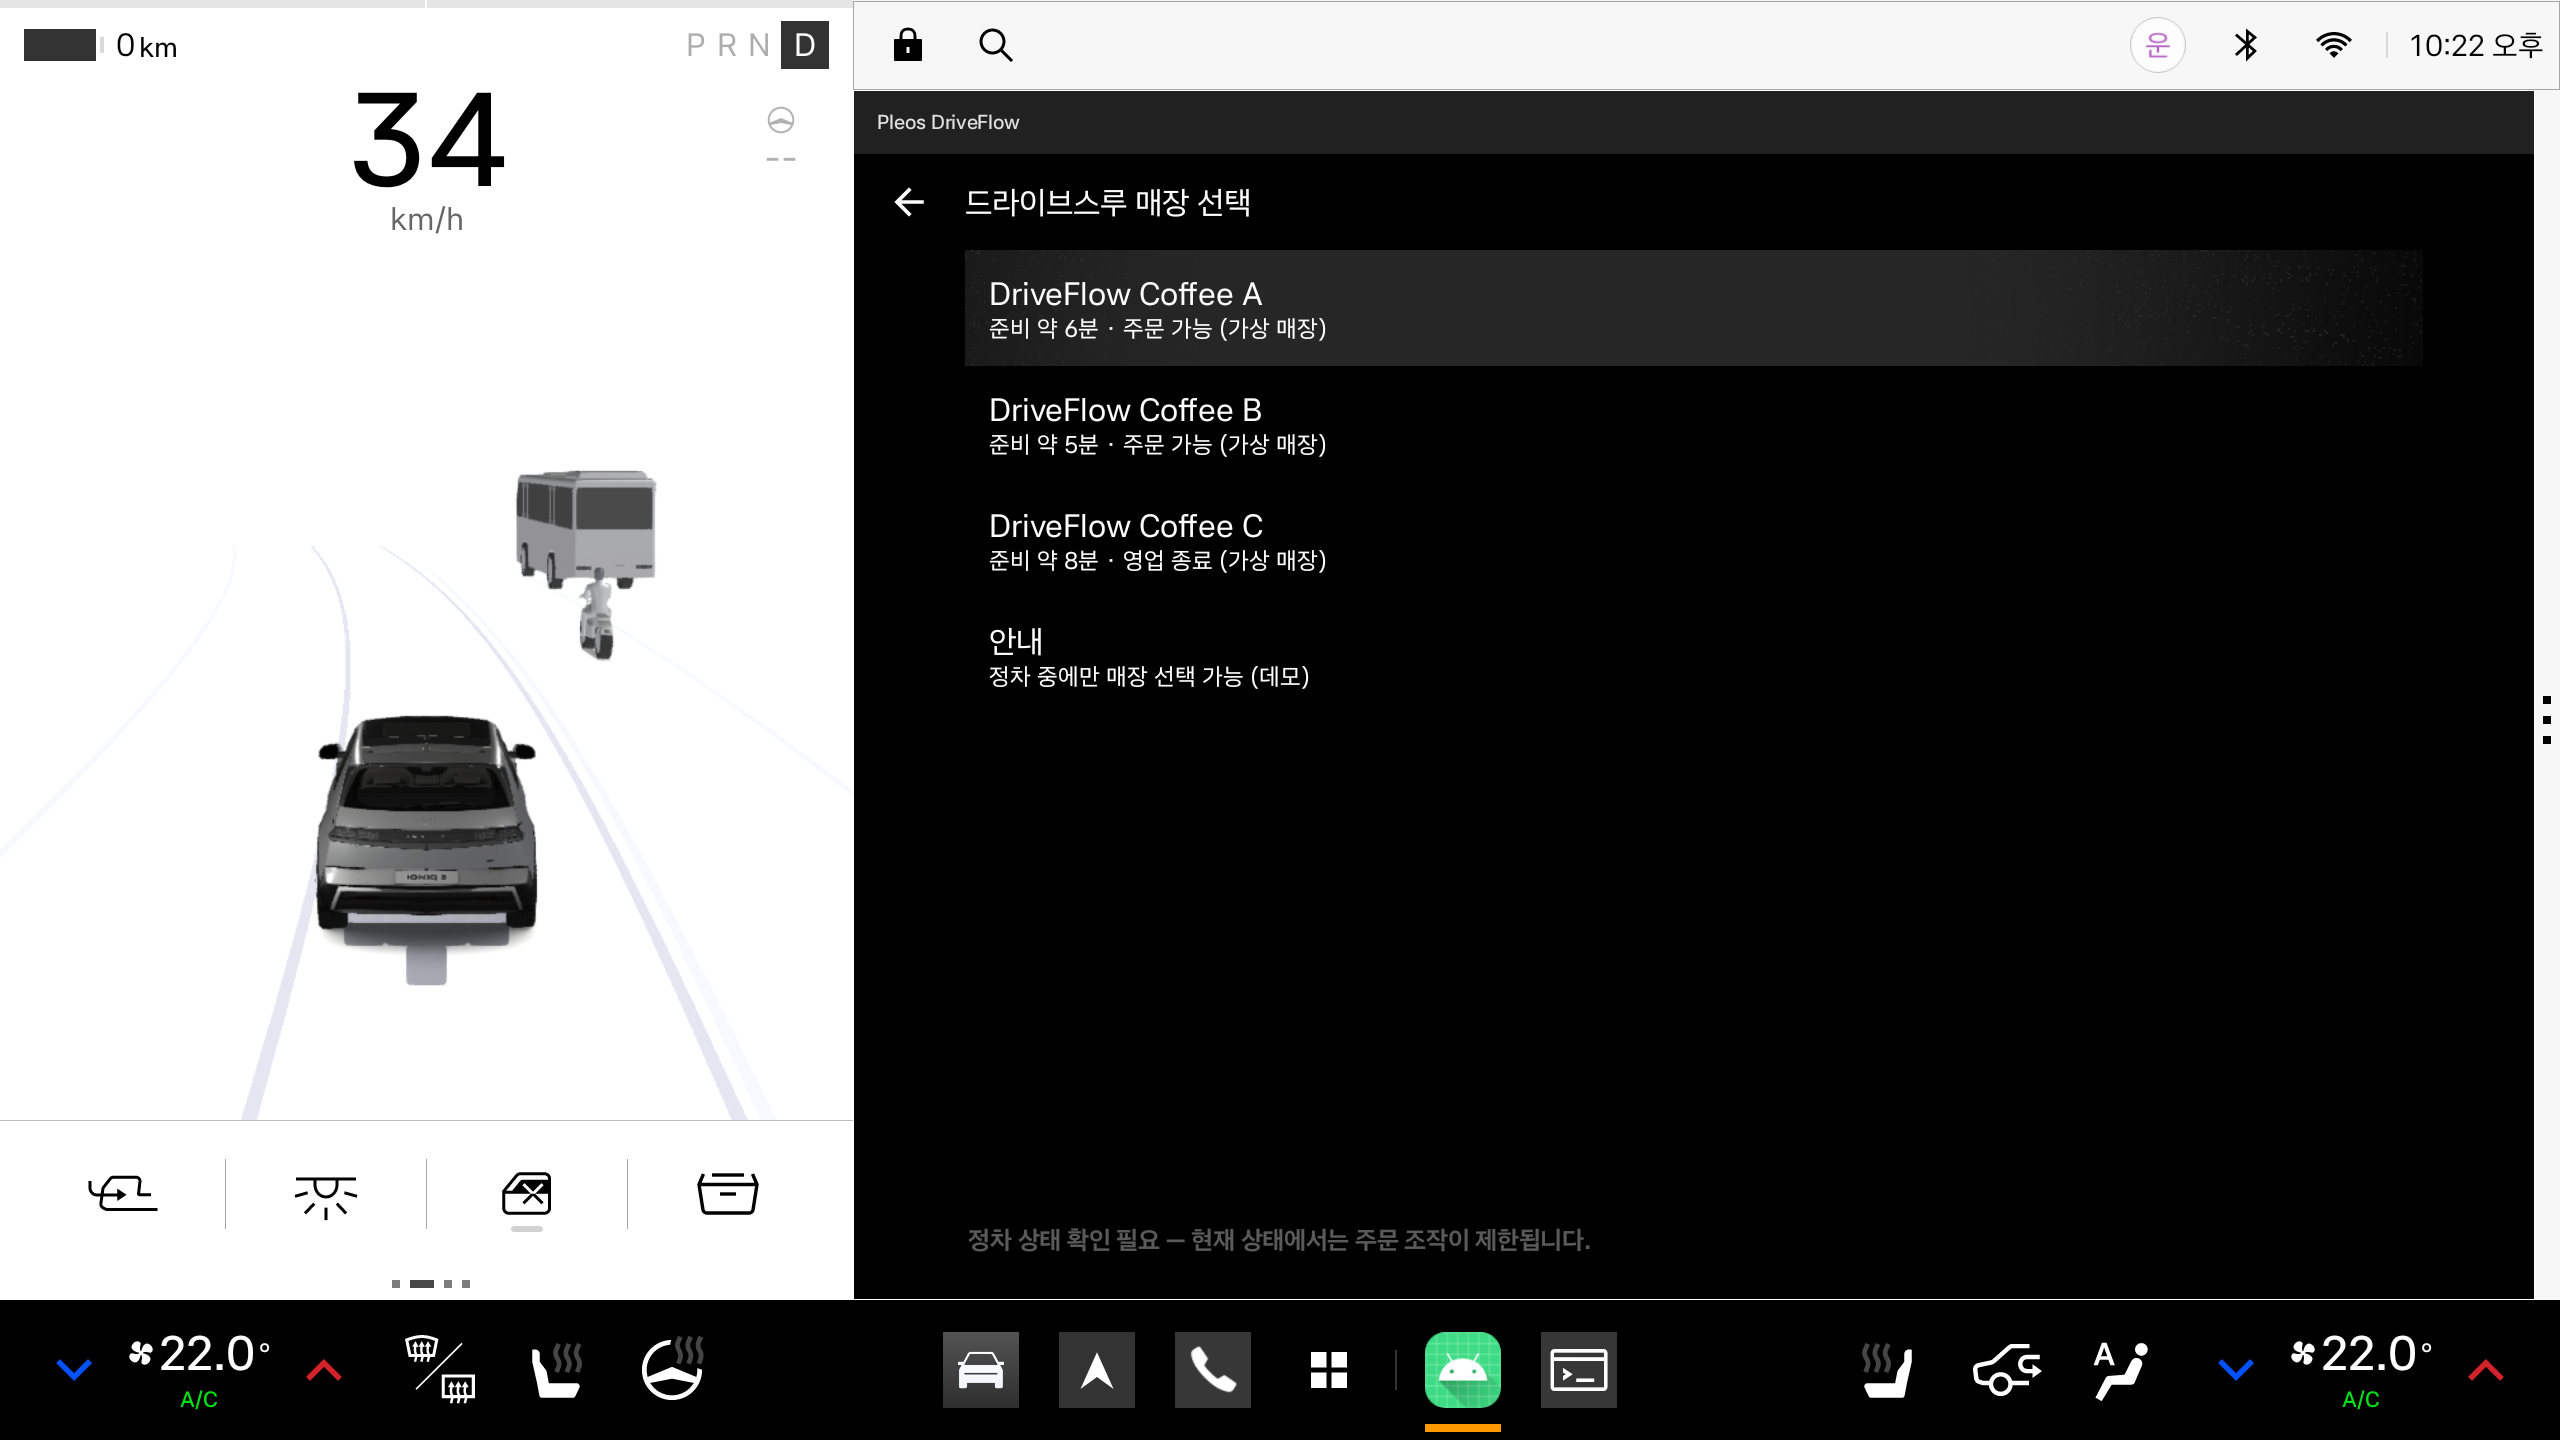 0 km
P R N D
34
km/h
--
운
10:22 오후
Pleos DriveFlow
드라이브스루 매장 선택
DriveFlow Coffee A
준비 약 6분 · 주문 가능 (가상 매장)
DriveFlow Coffee B
준비 약 5분 · 주문 가능 (가상 매장)
DriveFlow Coffee C
준비 약 8분 · 영업 종료 (가상 매장)
안내
정차 중에만 매장 선택 가능 (데모)
정차 상태 확인 필요 — 현재 상태에서는 주문 조작이 제한됩니다.
22.0°
A/C
A
22.0°
A/C